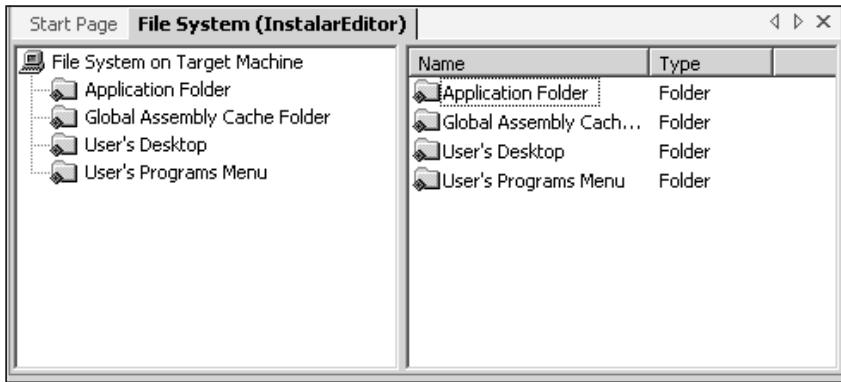 Start Page File System (InstalarEditor)
File System on Target Machine
Application Folder
Global Assembly Cache Folder
User's Desktop
User's Programs Menu
Name Type
Application Folder Folder
Global Assembly Cach... Folder
User's Desktop Folder
User's Programs Menu Folder